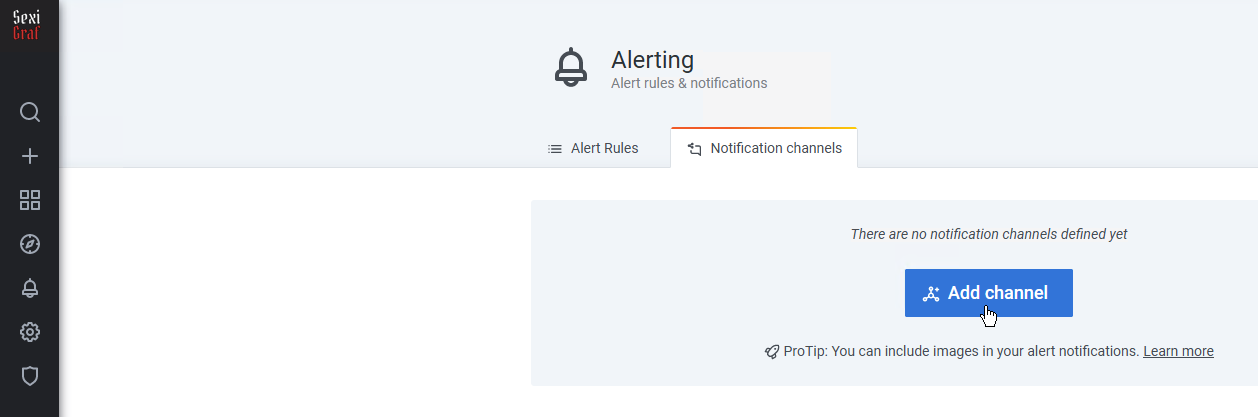 Sexi
Graf
Alerting
Alert rules & notifications
Alert Rules
Notification channels
There are no notification channels defined yet
Add channel
ProTip: You can include images in your alert notifications. Learn more